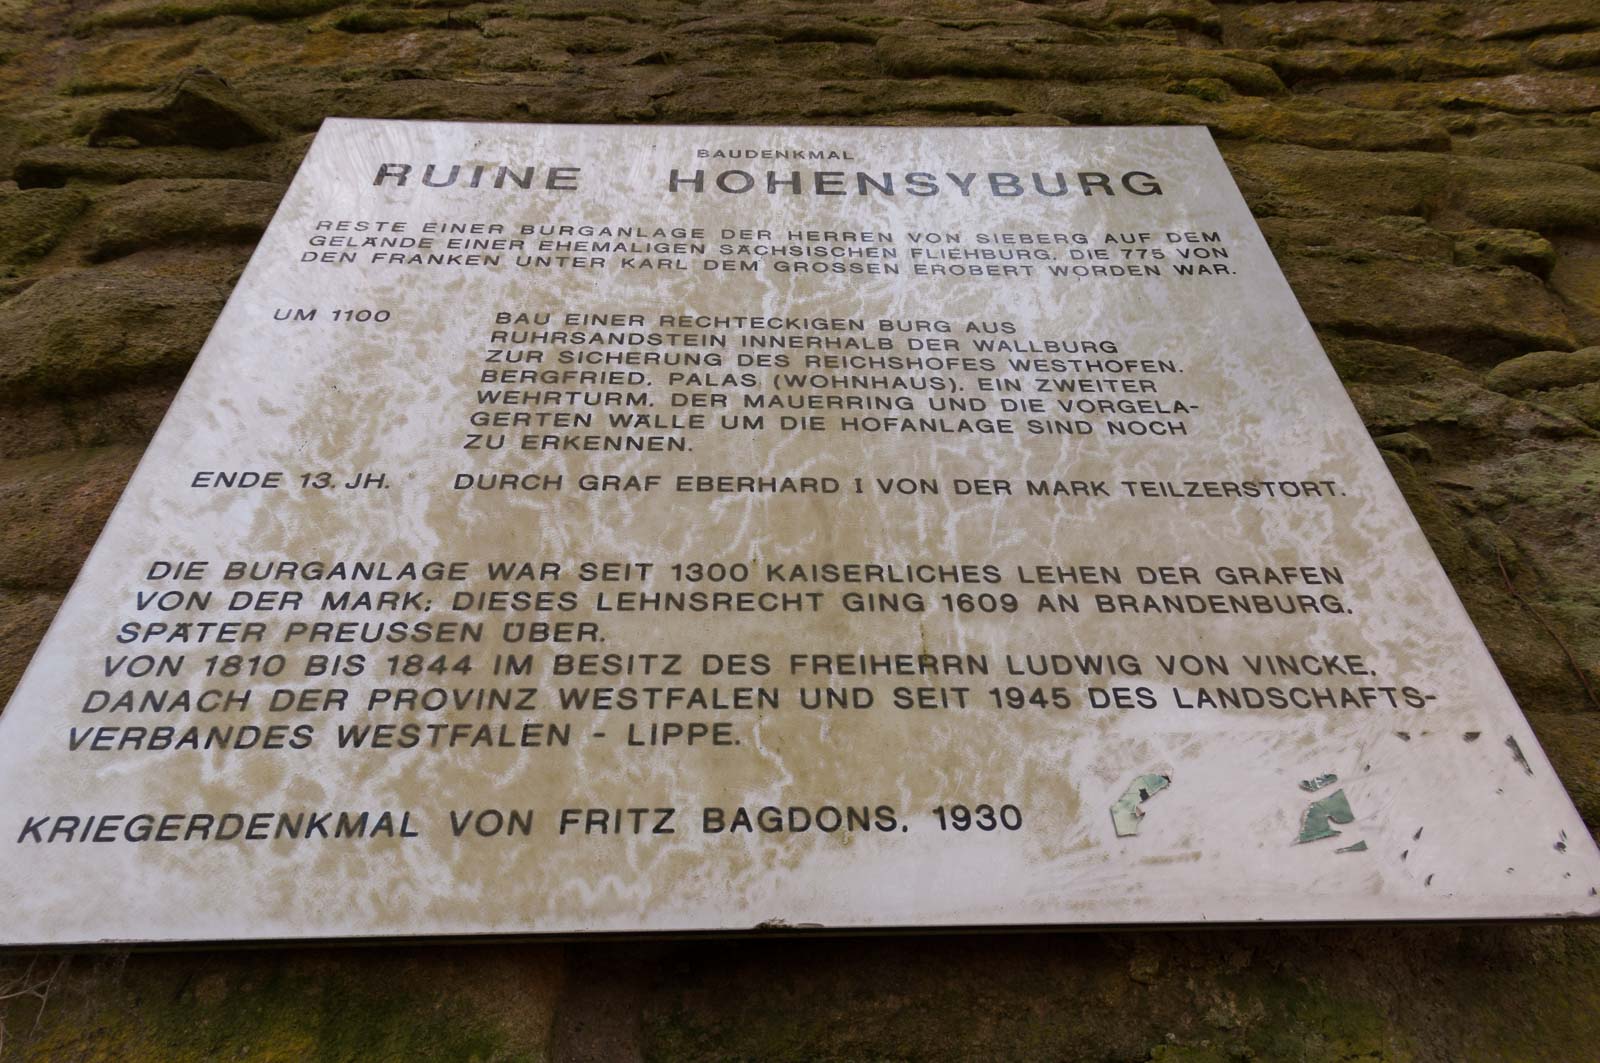 BAUDENKMAL
RUINE HOHENSYBURG
RESTE EINER BURGANLAGE DER HERREN VON SIEBERG AUF DEM
GELÄNDE EINER EHEMALIGEN SÄCHSISCHEN FLIEHBURG, DIE 775 VON
DEN FRANKEN UNTER KARL DEM GROSSEN EROBERT WORDEN WAR.
UM 1100 BAU EINER RECHTECKIGEN BURG AUS
RUHRSANDSTEIN INNERHALB DER WALLBURG
ZUR SICHERUNG DES REICHSHOFES WESTHOFEN.
BERGFRIED, PALAS (WOHNHAUS), EIN ZWEITER
WEHRTURM, DER MAUERRING UND DIE VORGELA-
GERTEN WÄLLE UM DIE HOFANLAGE SIND NOCH
ZU ERKENNEN.
ENDE 13. JH. DURCH GRAF EBERHARD I VON DER MARK TEILZERSTÖRT.
DIE BURGANLAGE WAR SEIT 1300 KAISERLICHES LEHEN DER GRAFEN
VON DER MARK; DIESES LEHNSRECHT GING 1609 AN BRANDENBURG,
SPÄTER PREUSSEN ÜBER.
VON 1810 BIS 1844 IM BESITZ DES FREIHERRN LUDWIG VON VINCKE,
DANACH DER PROVINZ WESTFALEN UND SEIT 1945 DES LANDSCHAFTS-
VERBANDES WESTFALEN - LIPPE.
KRIEGERDENKMAL VON FRITZ BAGDONS, 1930